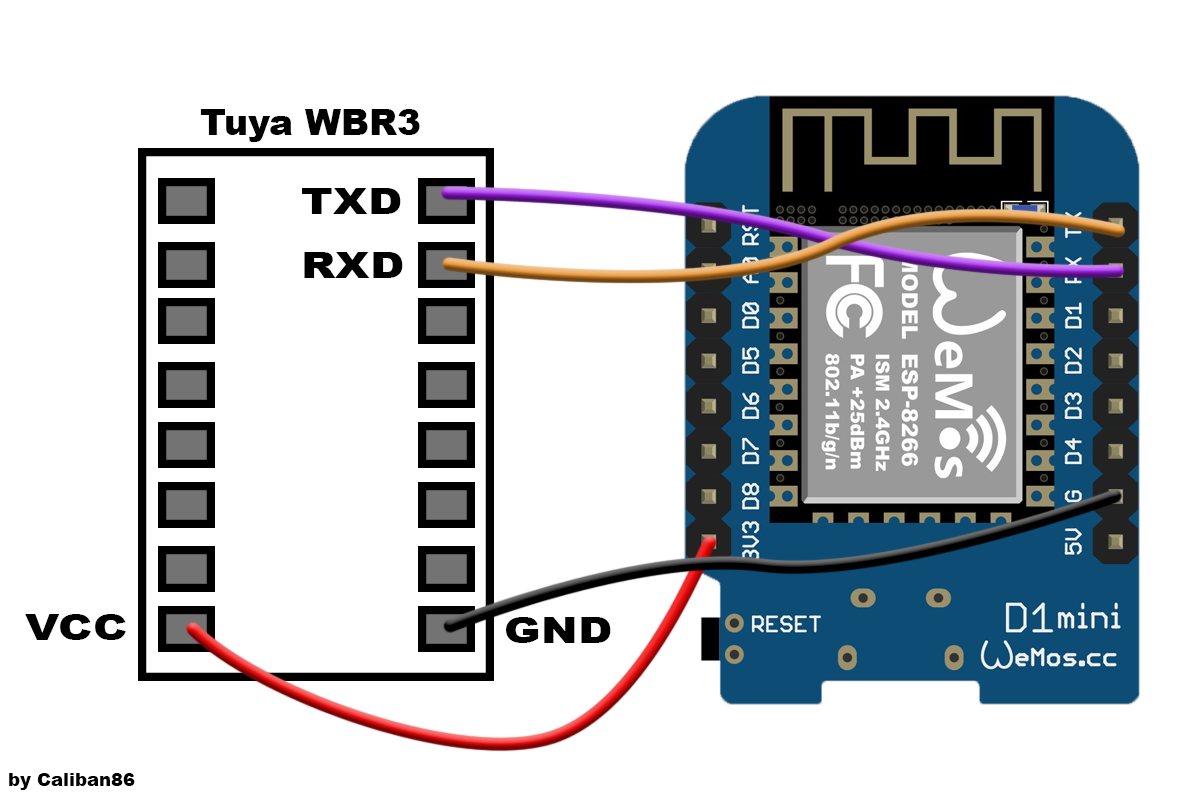 Tuya WBR3
TXD
RXD
VCC
GND
RST
A0
D0
D5
D6
D7
D8
3V3
TX
RX
D1
D2
D3
D4
G
5V
WeMos
MODEL ESP-8266
ISM 2.4GHz
PA +25dBm
802.11b/g/n
FC
RESET
D1 mini
WeMos.cc
by Caliban86